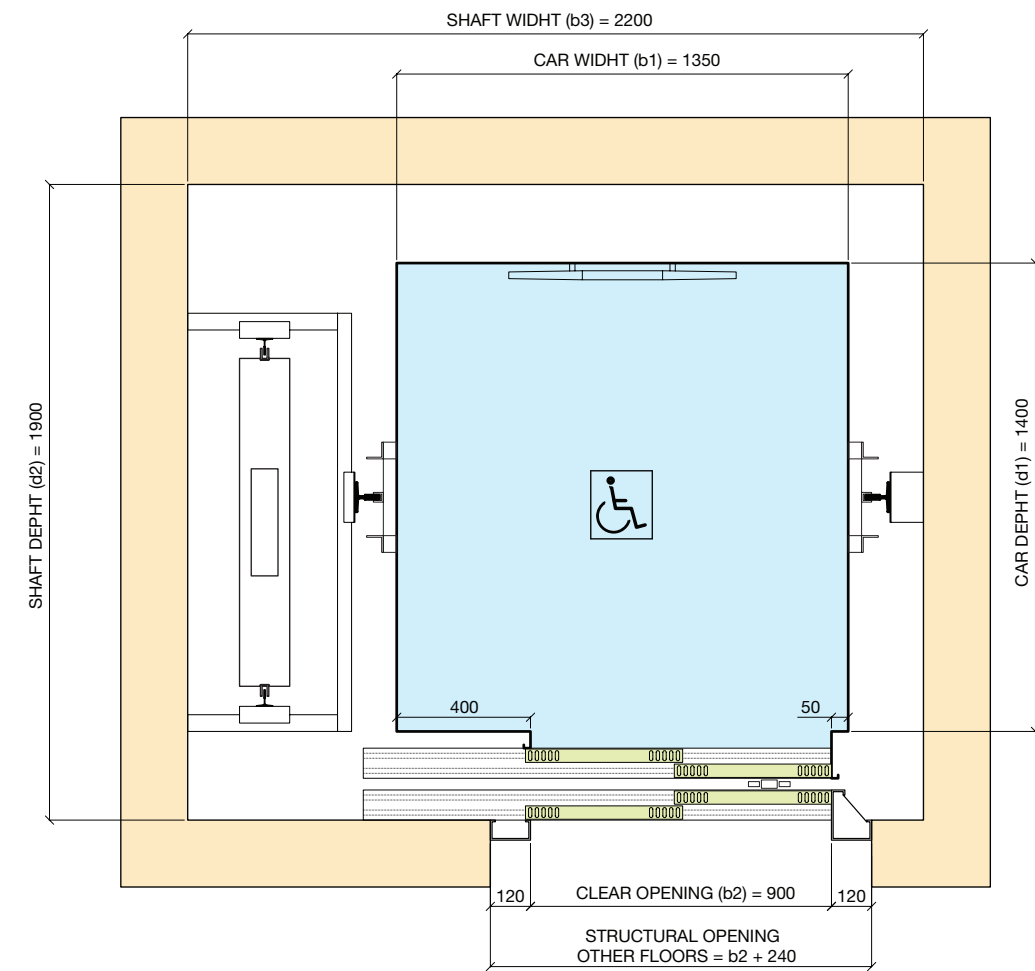 SHAFT WIDHT (b3) = 2200
CAR WIDHT (b1) = 1350
SHAFT DEPHT (d2) = 1900
CAR DEPHT (d1) = 1400
400
50
120
CLEAR OPENING (b2) = 900
120
STRUCTURAL OPENING
OTHER FLOORS = b2 + 240